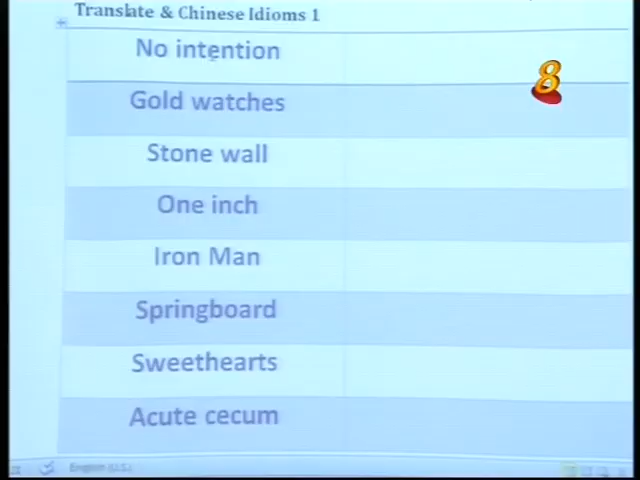 Translate & Chinese Idioms 1
No intention
8
Gold watches
Stone wall
One inch
Iron Man
Springboard
Sweethearts
Acute cecum
English (U.S.)